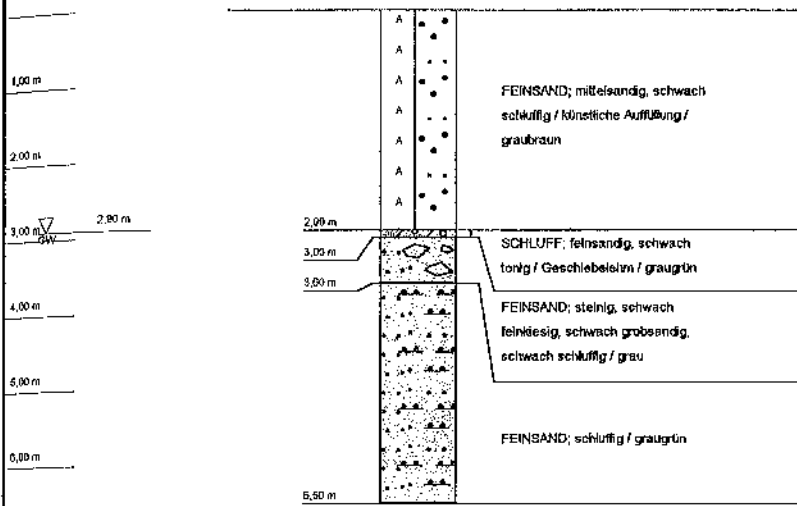 A
FEINSAND; mittelsandig, schwach
1,00 m
A
schluffig / künstliche Auffüllung /
A
graubraun
A
2,00 m
A
A
A
2,90 m
2,90 m
3,00 m
GW
SCHLUFF; feinsandig, schwach
3,00 m
tonig / Geschiebelehm / graugrün
3,60 m
FEINSAND; steinig, schwach
4,00 m
feinkiesig, schwach grobsandig,
schwach schluffig / grau
5,00 m
FEINSAND; schluffig / graugrün
6,00 m
6,50 m